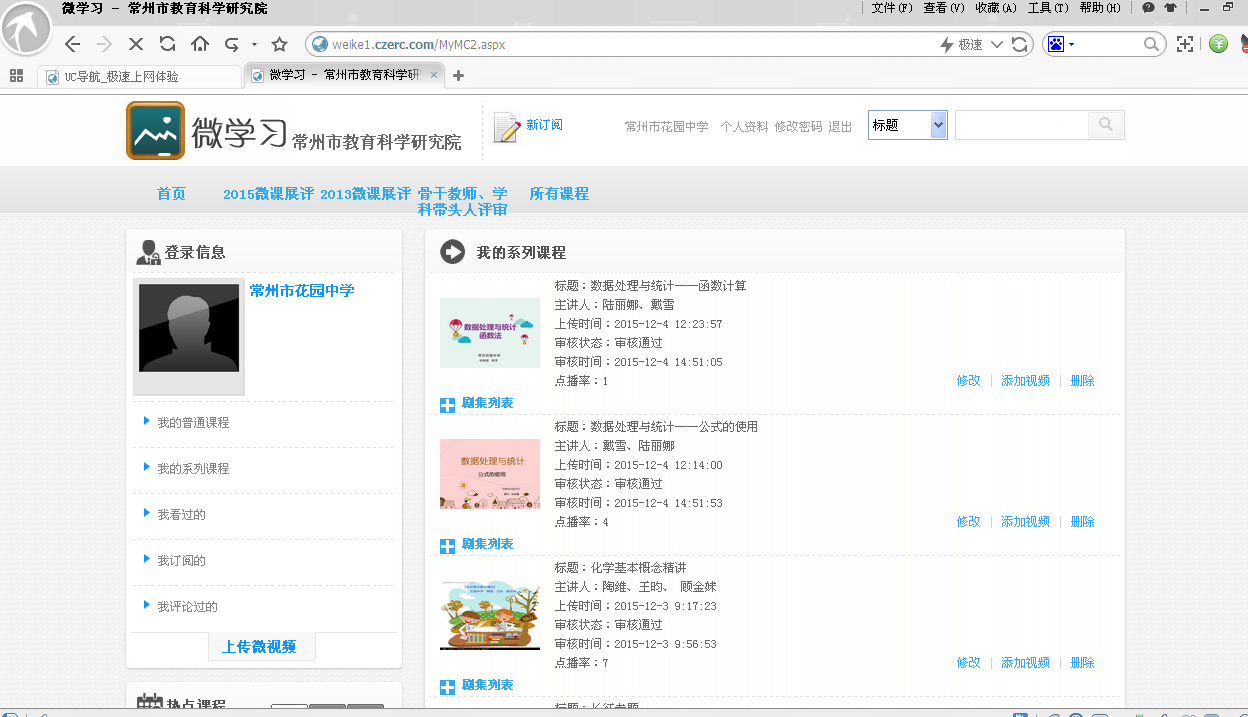 微学习 - 常州市教育科学研究院
文件(F) 查看(V) 收藏(A) 工具(T) 帮助(H)
weike1.czerc.com/MyMC2.aspx
极速
UC导航_极速上网体验
微学习 - 常州市教育科学研
微学习 常州市教育科学研究院
新订阅
常州市花园中学 个人资料 修改密码 退出
标题
首页 2015微课展评 2013微课展评 骨干教师、学科带头人评审 所有课程
登录信息
常州市花园中学
我的普通课程
我的系列课程
我看过的
我订阅的
我评论过的
上传微视频
热点课程
我的系列课程
数据处理与统计
函数法
标题：数据处理与统计——函数计算
主讲人：陆丽娜、戴雪
上传时间：2015-12-4 12:23:57
审核状态：审核通过
审核时间：2015-12-4 14:51:05
点播率：1
修改 | 添加视频 | 删除
剧集列表
数据处理与统计
公式的使用
标题：数据处理与统计——公式的使用
主讲人：戴雪、陆丽娜
上传时间：2015-12-4 12:14:00
审核状态：审核通过
审核时间：2015-12-4 14:51:53
点播率：4
修改 | 添加视频 | 删除
剧集列表
标题：化学基本概念精讲
主讲人：陶维、王昀、 顾金妹
上传时间：2015-12-3 9:17:23
审核状态：审核通过
审核时间：2015-12-3 9:56:53
点播率：7
修改 | 添加视频 | 删除
剧集列表